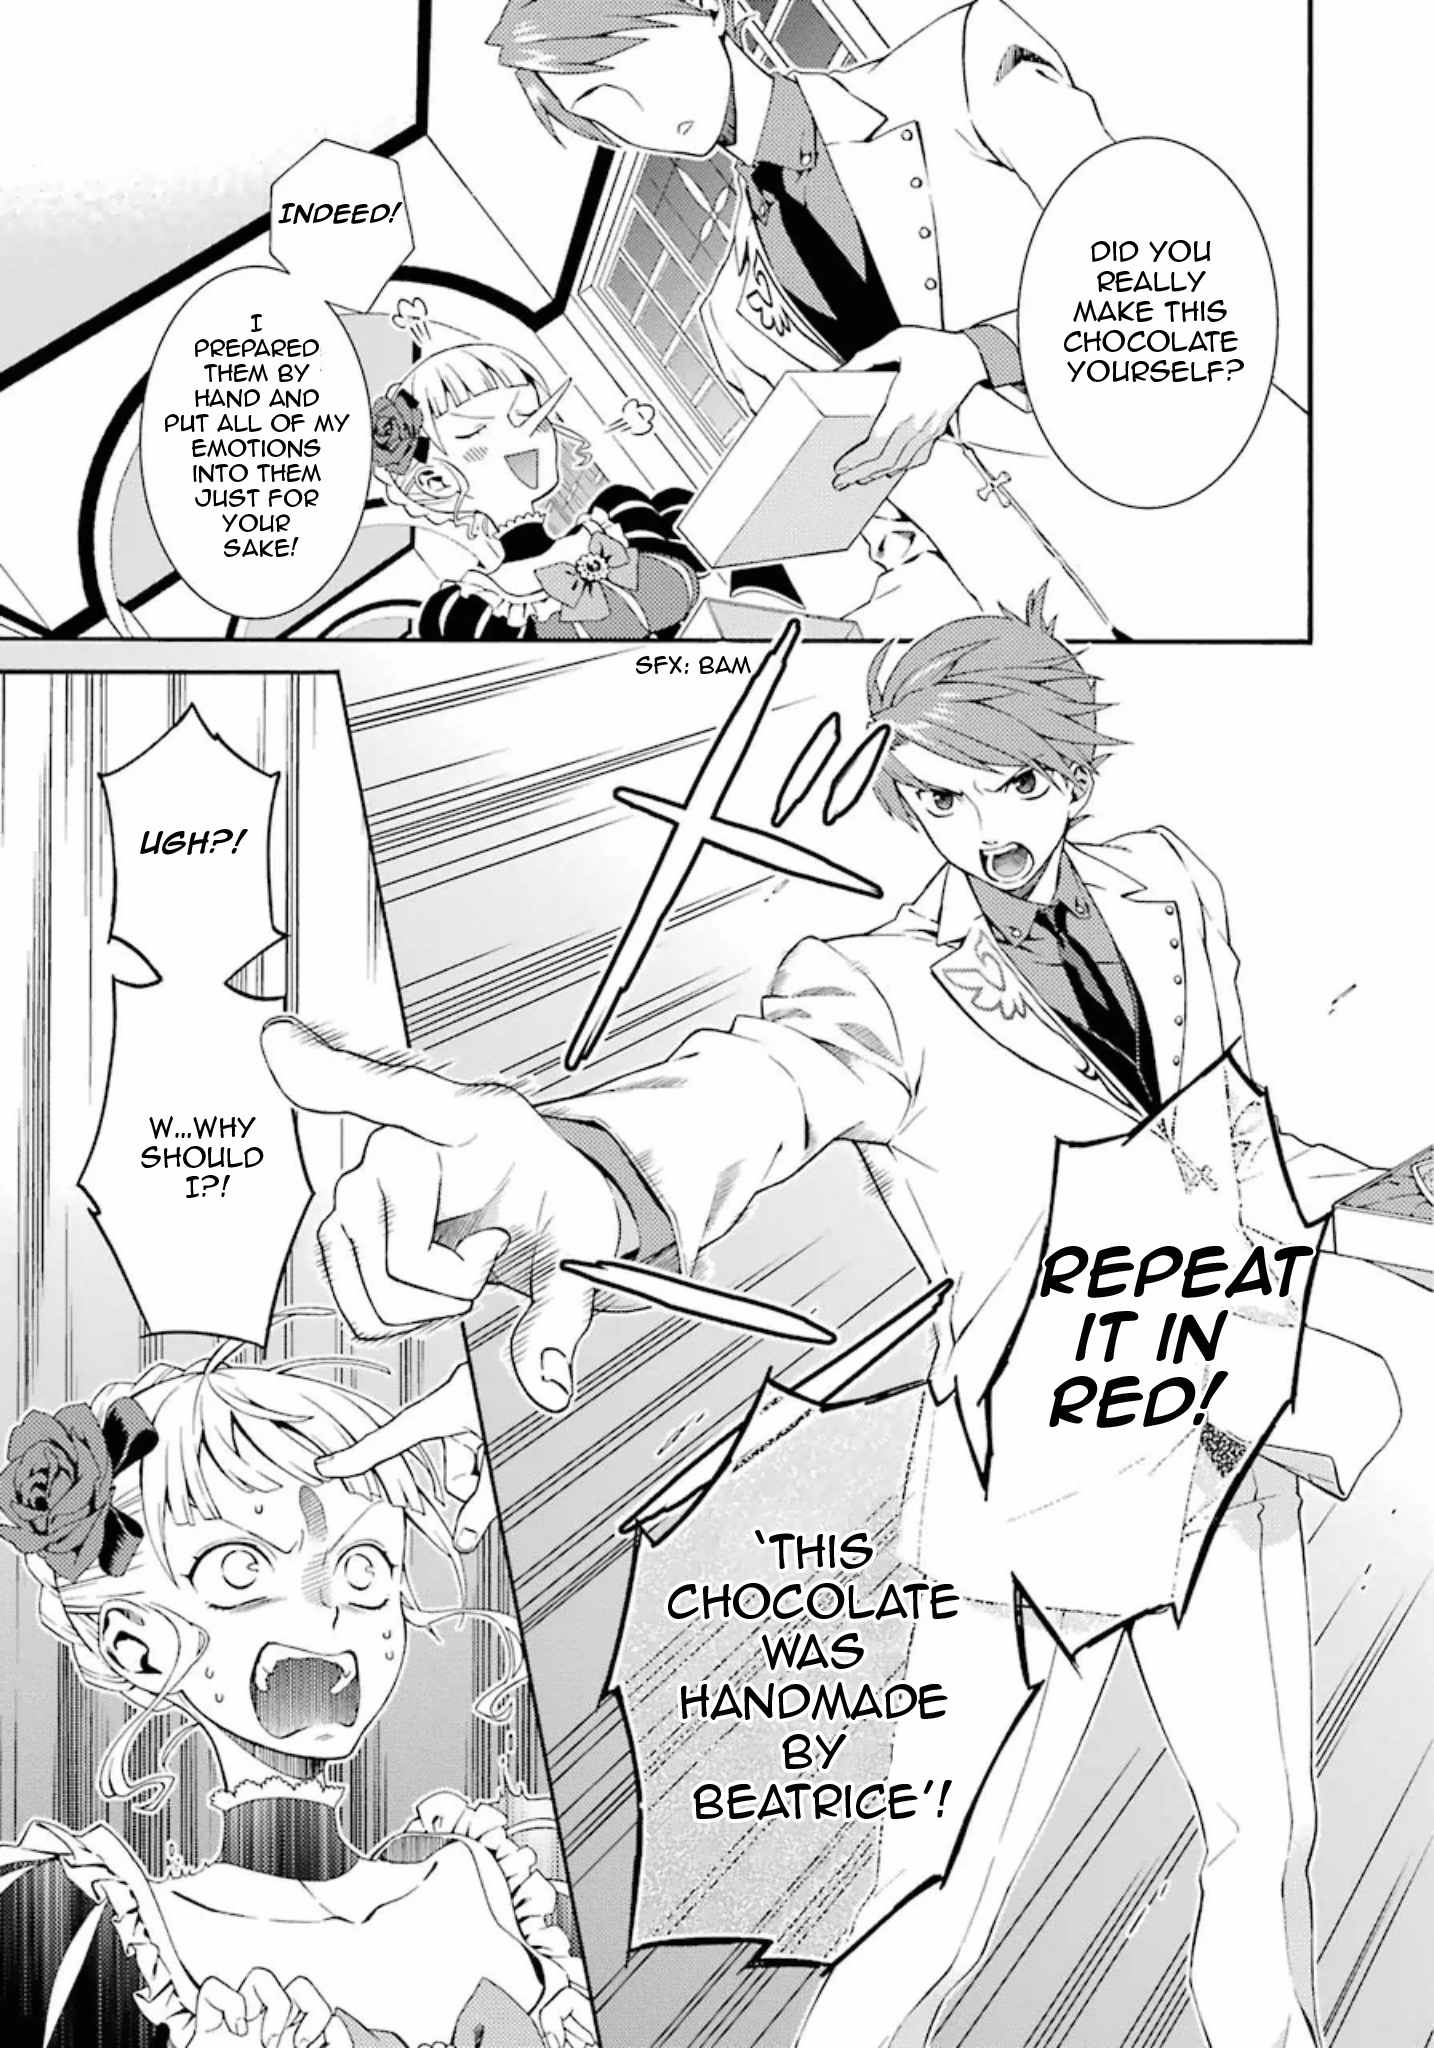 DID YOU
REALLY
MAKE THIS
CHOCOLATE
YOURSELF?
INDEED!
I
PREPARED
THEM BY
HAND AND
PUT ALL OF MY
EMOTIONS
INTO THEM
JUST FOR
YOUR
SAKE!
SFX: BAM
ドン
REPEAT
IT IN
RED!
'THIS
CHOCOLATE
WAS
HANDMADE
BY
BEATRICE'!
UGH?!
W...WHY
SHOULD
I?!